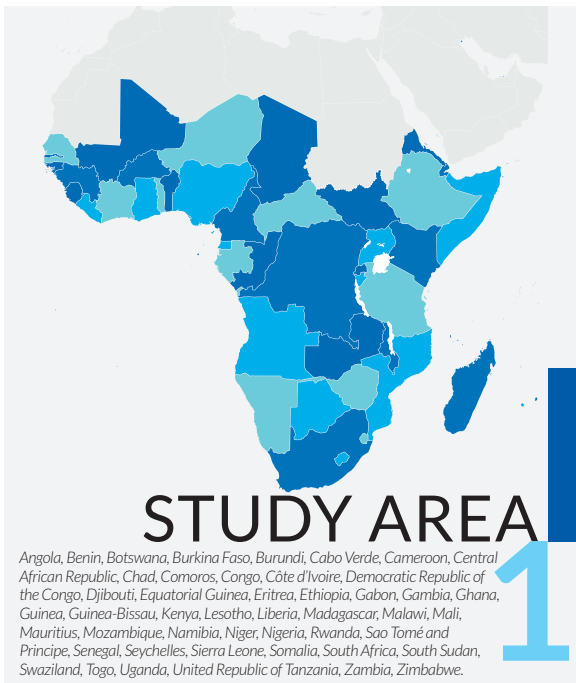 STUDY AREA
1
Angola, Benin, Botswana, Burkina Faso, Burundi, Cabo Verde, Cameroon, Central
African Republic, Chad, Comoros, Congo, Côte d’Ivoire, Democratic Republic of
the Congo, Djibouti, Equatorial Guinea, Eritrea, Ethiopia, Gabon, Gambia, Ghana,
Guinea, Guinea-Bissau, Kenya, Lesotho, Liberia, Madagascar, Malawi, Mali,
Mauritius, Mozambique, Namibia, Niger, Nigeria, Rwanda, Sao Tomé and
Principe, Senegal, Seychelles, Sierra Leone, Somalia, South Africa, South Sudan,
Swaziland, Togo, Uganda, United Republic of Tanzania, Zambia, Zimbabwe.